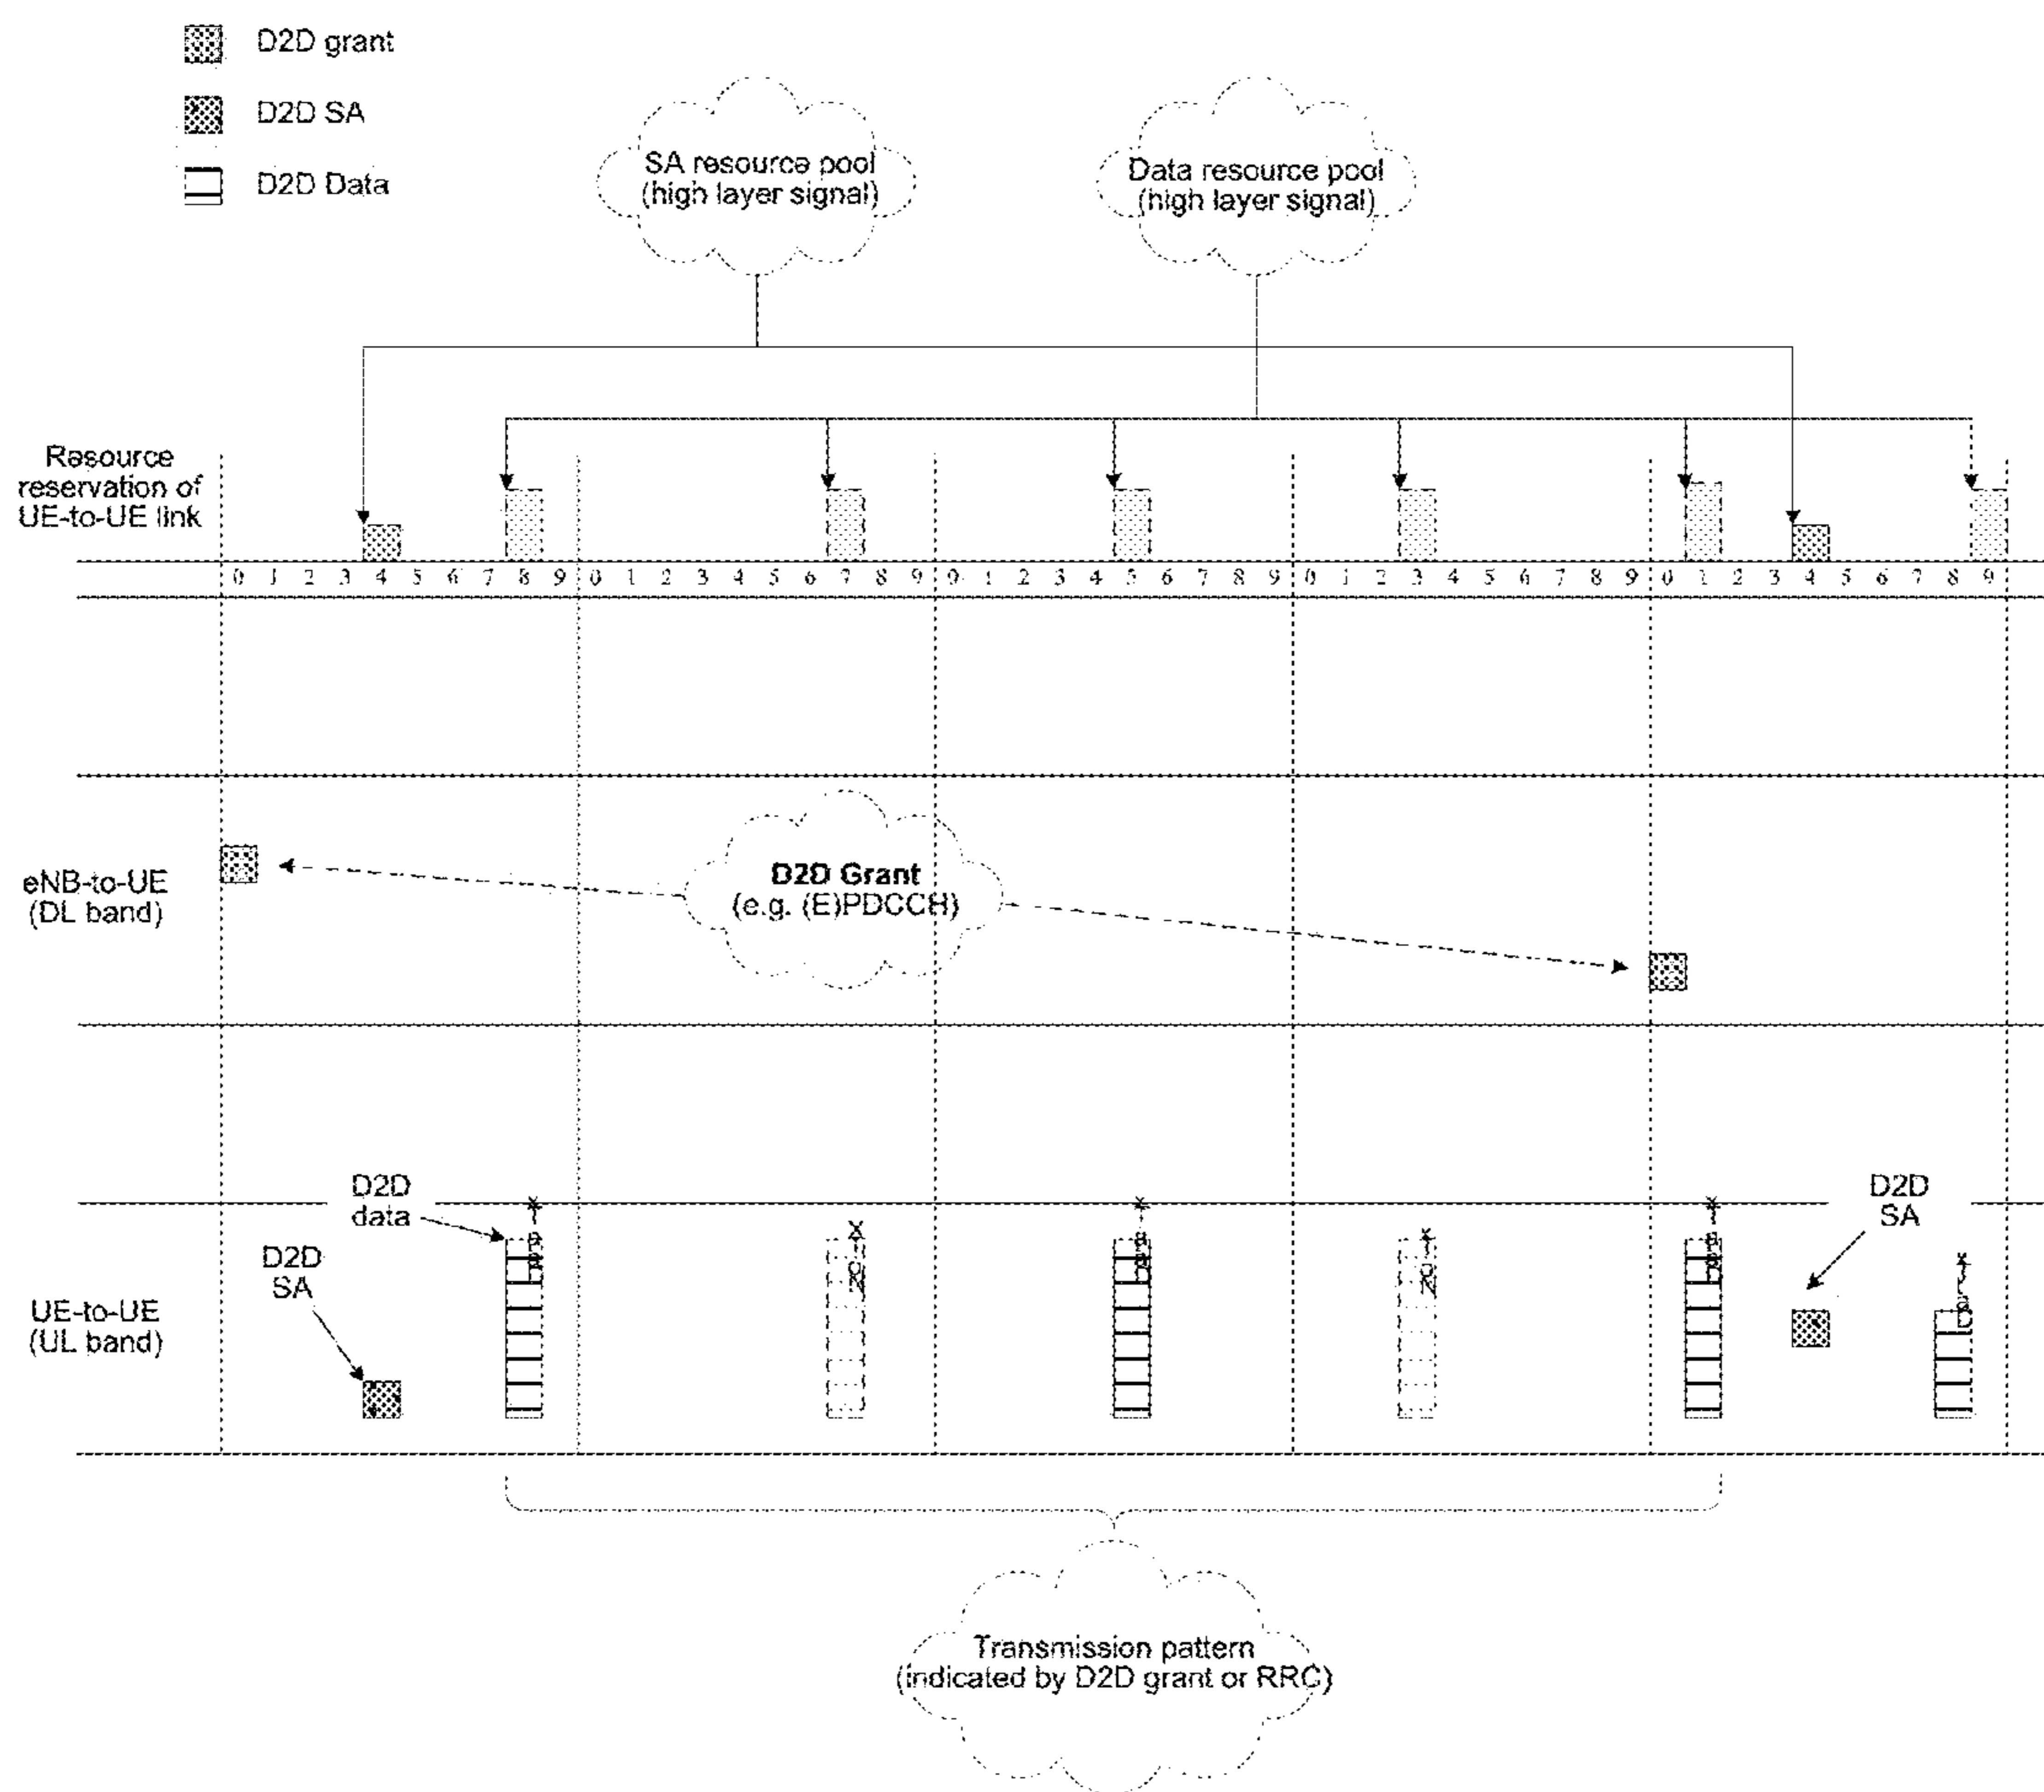 D2D grant
D2D SA
D2D Data
SA resource pool
(high layer signal)
Data resource pool
(high layer signal)
Resource
reservation of
UE-to-UE link
0 1 2 3 4 5 6 7 8 9 0 1 2 3 4 5 6 7 8 9 0 1 2 3 4 5 6 7 8 9 0 1 2 3 4 5 6 7 8 9 0 1 2 3 4 5 6 7 8 9
eNB-to-UE
(DL band)
D2D Grant
(e.g. (E)PDCCH)
D2D
data
D2D
SA
D2D
SA
UE-to-UE
(UL band)
Transmission pattern
(indicated by D2D grant or RRC)